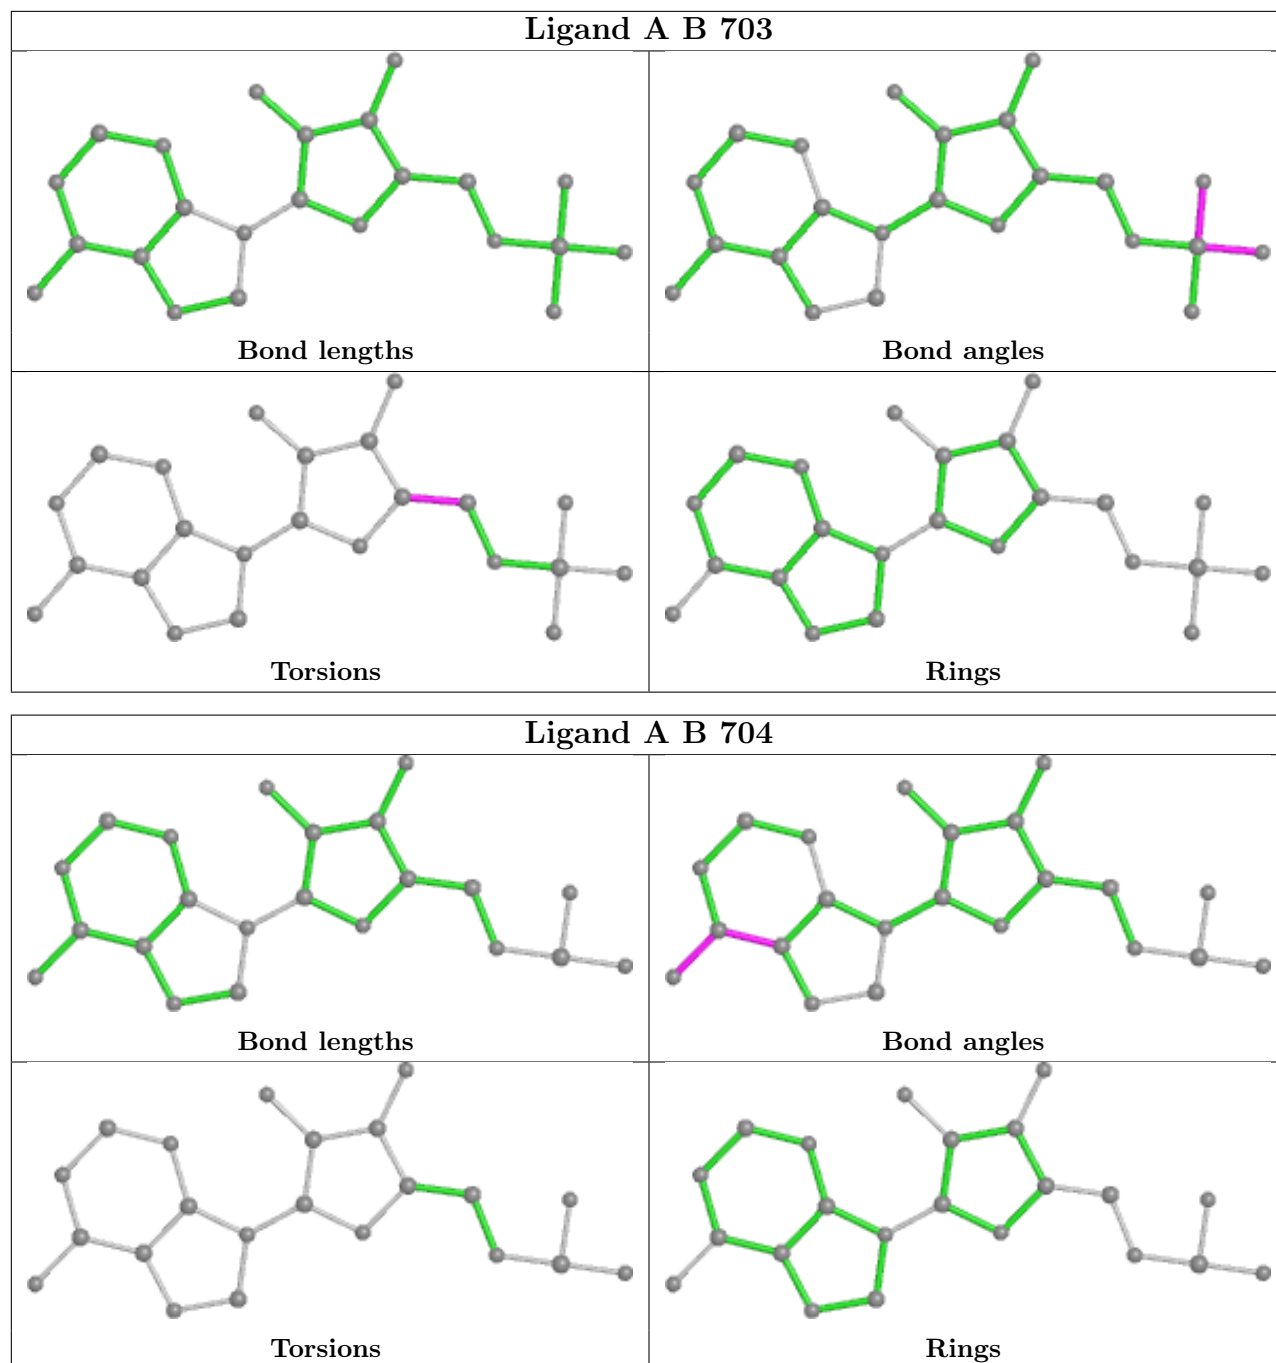 Ligand A B 703
Bond lengths
Bond angles
Torsions
Rings
Ligand A B 704
Bond lengths
Bond angles
Torsions
Rings